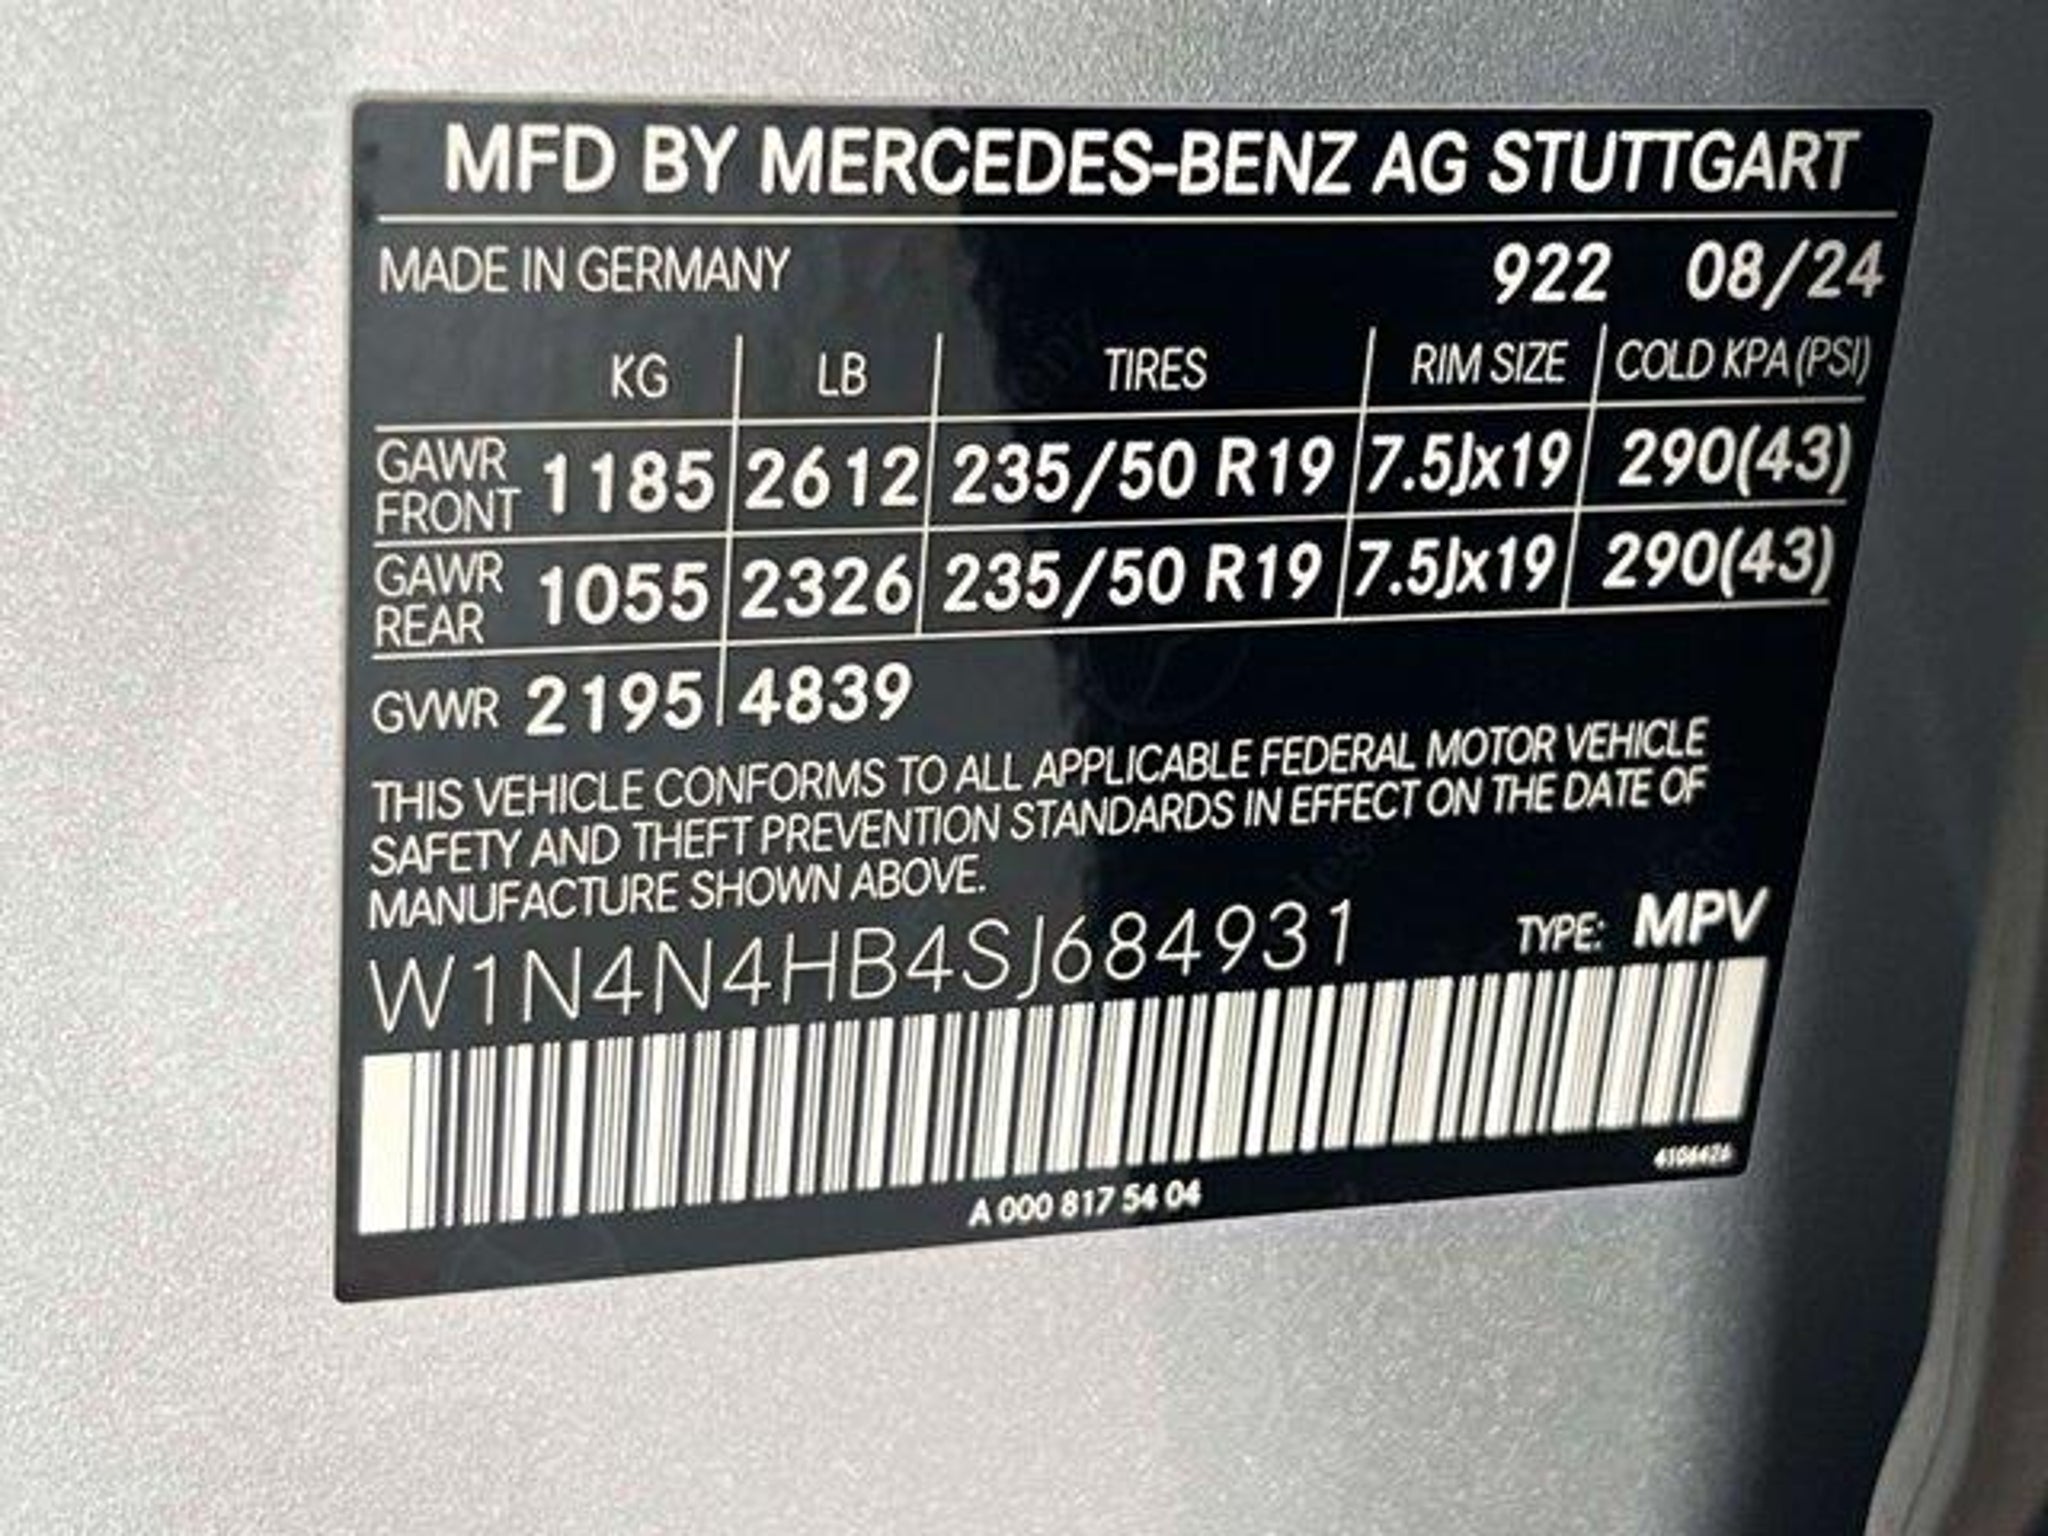 MFD BY MERCEDES-BENZ AG STUTTGART
MADE IN GERMANY 922 08/24
KG LB TIRES RIM SIZE COLD KPA (PSI)
GAWR FRONT 1185 2612 235/50 R19 7.5Jx19 290(43)
GAWR REAR 1055 2326 235/50 R19 7.5Jx19 290(43)
GVWR 2195 4839
THIS VEHICLE CONFORMS TO ALL APPLICABLE FEDERAL MOTOR VEHICLE
SAFETY AND THEFT PREVENTION STANDARDS IN EFFECT ON THE DATE OF
MANUFACTURE SHOWN ABOVE.
W1N4N4HB4SJ684931 TYPE: MPV
A 000 817 54 04